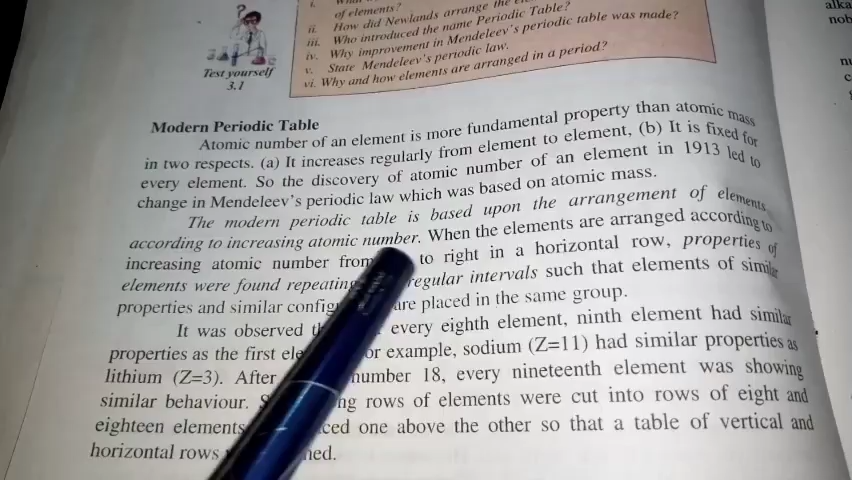 of elements?
ii. How did Newlands arrange the
iii. Who introduced the name Periodic Table?
iv. Why improvement in Mendeleev's periodic table was made?
v. State Mendeleev's periodic law.
vi. Why and how elements are arranged in a period?
Test yourself
3.1
Modern Periodic Table
Atomic number of an element is more fundamental property than atomic mass
in two respects. (a) It increases regularly from element to element, (b) It is fixed for
every element. So the discovery of atomic number of an element in 1913 led to
change in Mendeleev's periodic law which was based on atomic mass.
The modern periodic table is based upon the arrangement of elements
according to increasing atomic number. When the elements are arranged according to
increasing atomic number from to right in a horizontal row, properties of
elements were found repeating regular intervals such that elements of similar
properties and similar are placed in the same group.
It was observed every eighth element, ninth element had similar
properties as the first example, sodium (Z=11) had similar properties as
lithium (Z=3). After number 18, every nineteenth element was showing
similar behaviour. rows of elements were cut into rows of eight and
eighteen elements one above the other so that a table of vertical and
horizontal rows